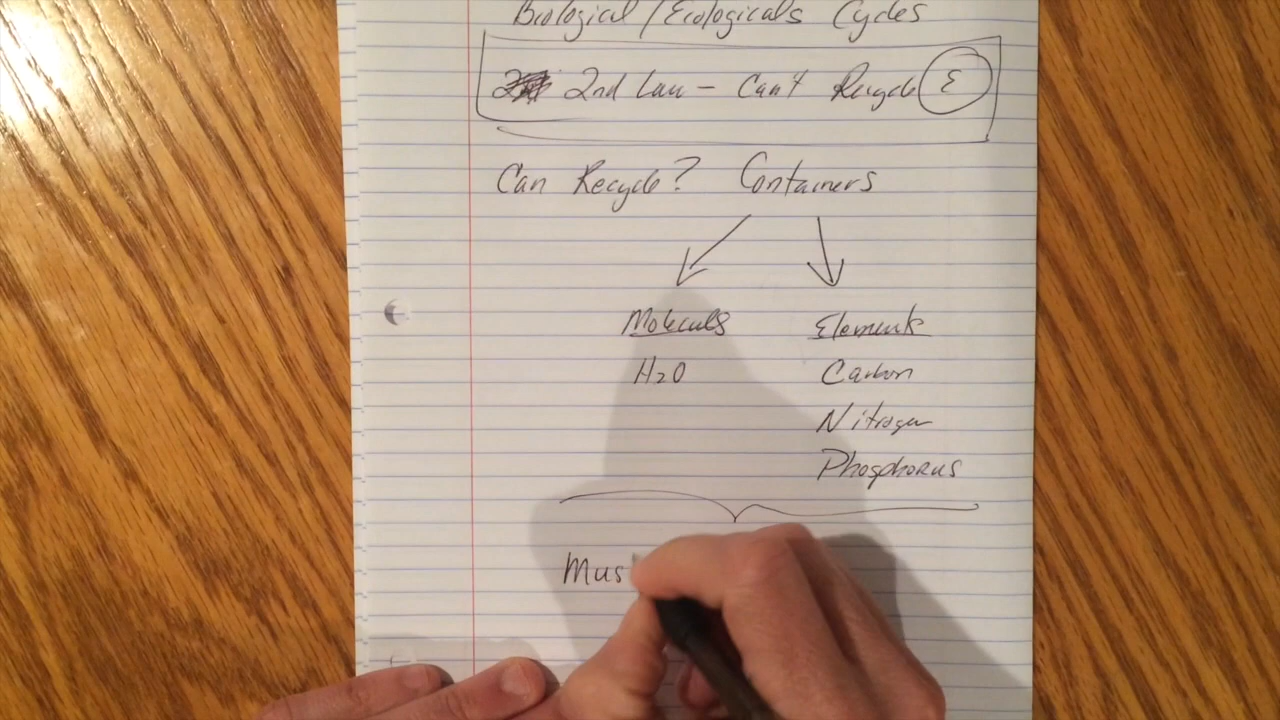 Biological/Ecologicals Cycles
2nd Law - Can't Recycle E
Can Recycle? Containers
Molecules Elements
H2O Carbon
Nitrogen
Phosphorus
Mus